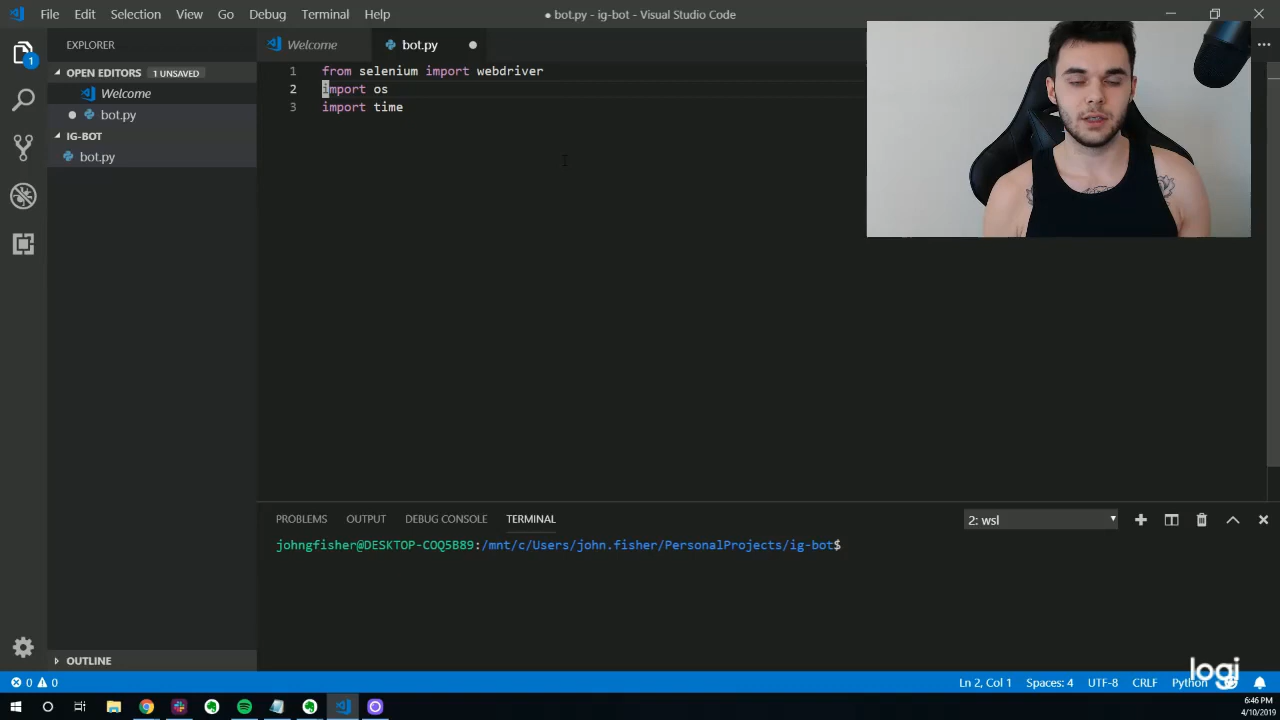 File Edit Selection View Go Debug Terminal Help
● bot.py - ig-bot - Visual Studio Code
EXPLORER
OPEN EDITORS 1 UNSAVED
Welcome
bot.py
IG-BOT
bot.py
OUTLINE
1
Welcome
bot.py
1 from selenium import webdriver
2 import os
3 import time
PROBLEMS OUTPUT DEBUG CONSOLE TERMINAL
2: wsl
johngfisher@DESKTOP-COQ5B89:/mnt/c/Users/john.fisher/PersonalProjects/ig-bot$
logi
0 0
Ln 2, Col 1 Spaces: 4 UTF-8 CRLF Python
6:46 PM
4/10/2019